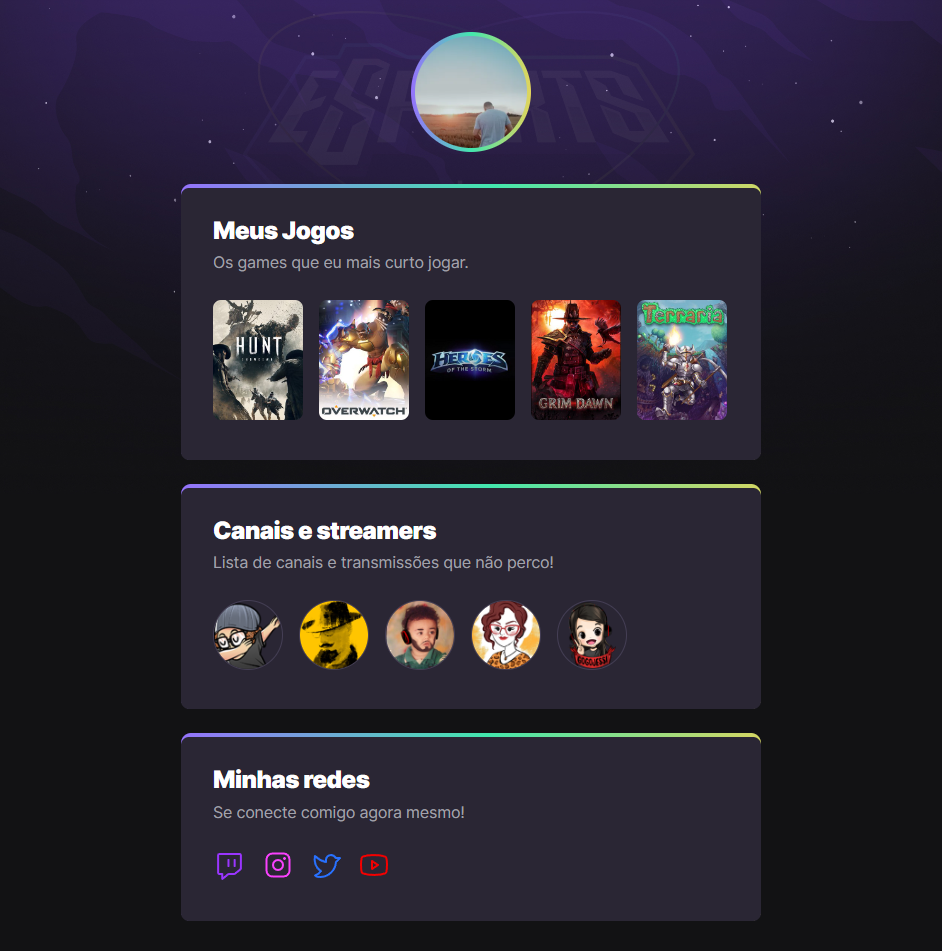 ESPORTS
Meus Jogos
Os games que eu mais curto jogar.
HUNT
SHOWDOWN
OVERWATCH
HEROES
OF THE STORM
GRIM DAWN
Terraria
Canais e streamers
Lista de canais e transmissões que não perco!
Minhas redes
Se conecte comigo agora mesmo!